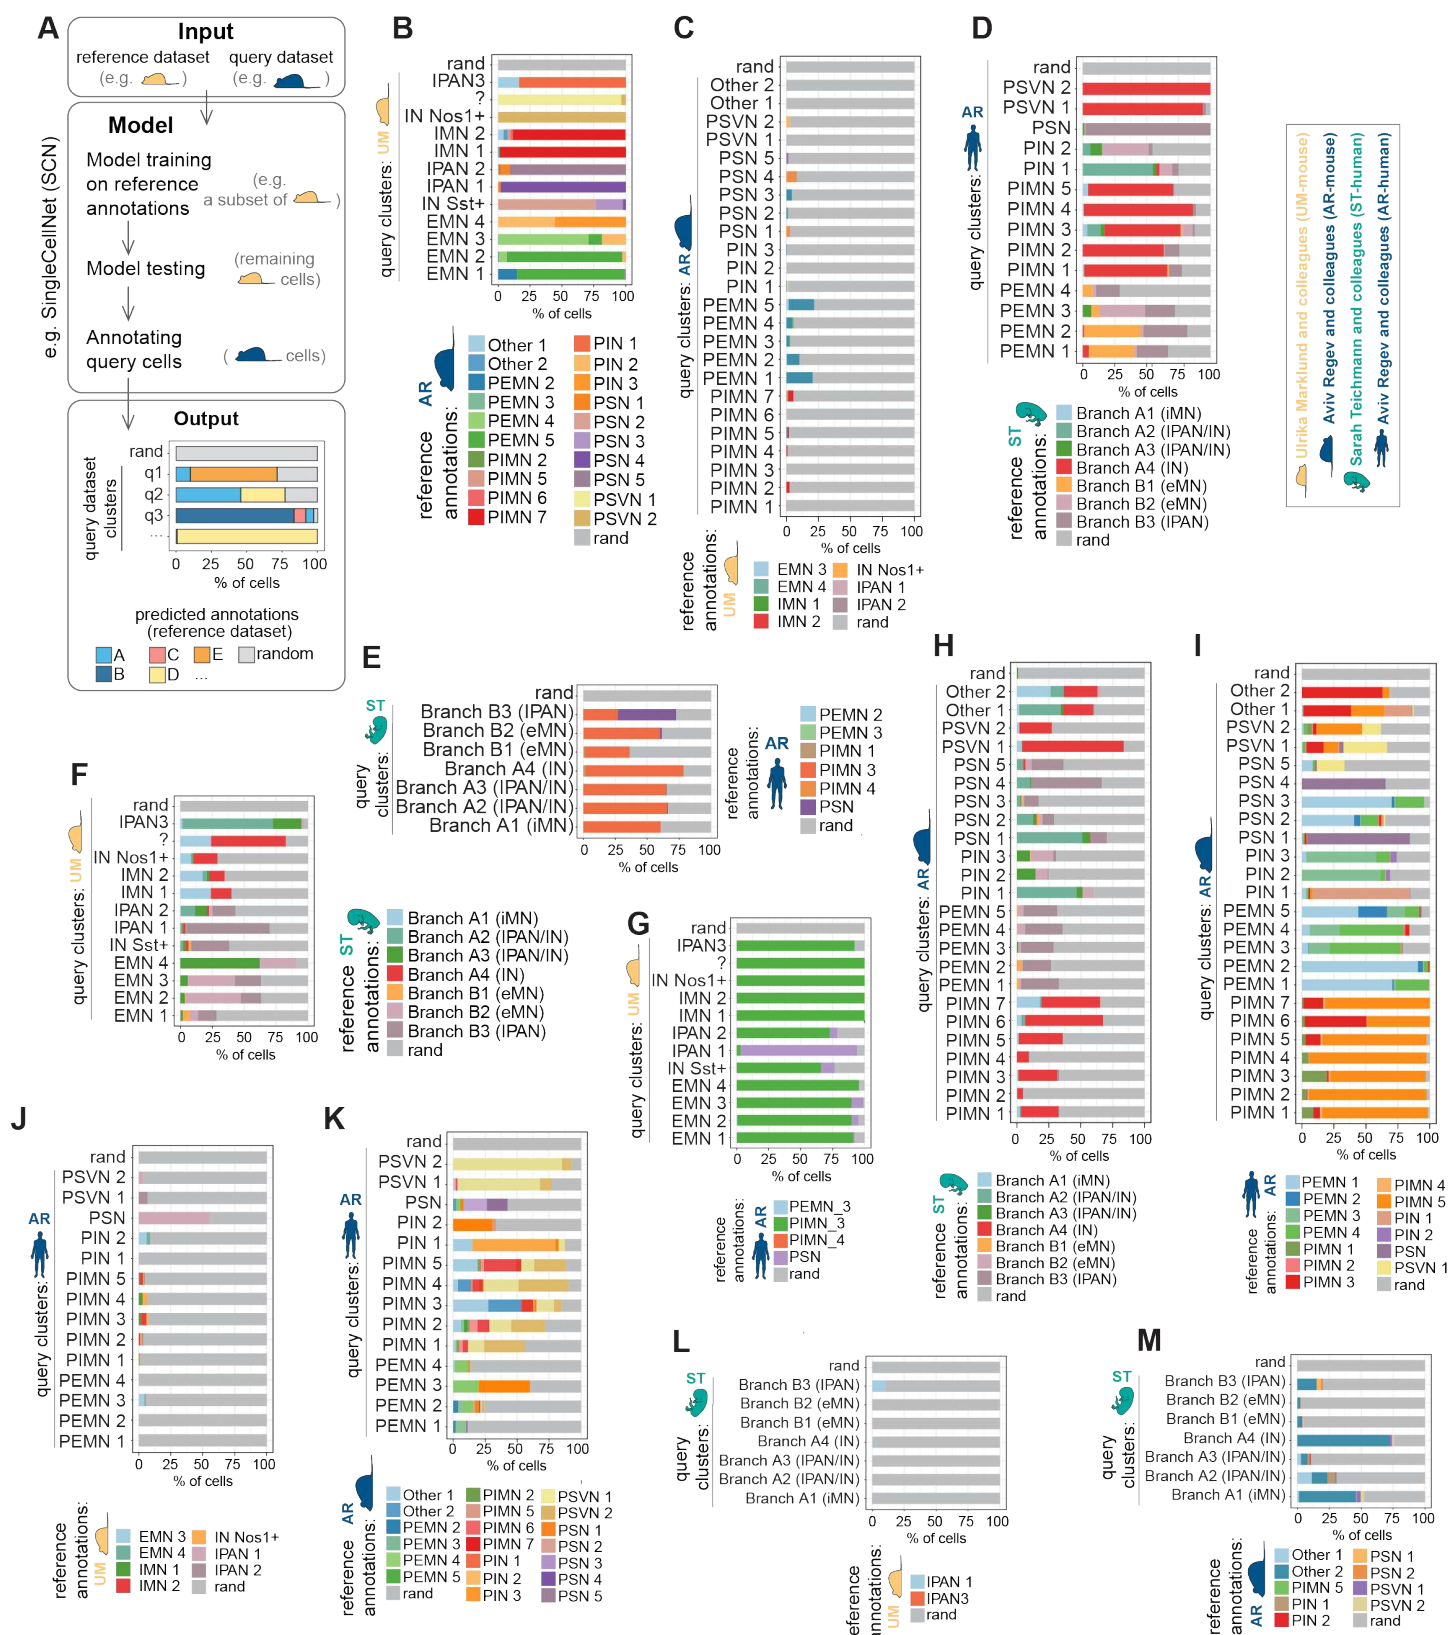 A
Input
reference dataset
query dataset
(e.g.
)
(e.g.
)
e.g. SingleCellNet (SCN)
Model
Model training
on reference
annotations
(e.g.
a subset of
)
Model testing
(remaining
cells)
Annotating
query cells
(
cells)
Output
query dataset
clusters
rand
q1
q2
q3
...
0 25 50 75 100
% of cells
predicted annotations
(reference dataset)
A C E random
B D ...
B
query clusters: UM
rand
IPAN3
?
IN Nos1+
IMN 2
IMN 1
IPAN 2
IPAN 1
IN Sst+
EMN 4
EMN 3
EMN 2
EMN 1
0 25 50 75 100
% of cells
reference
annotations: AR
Other 1
Other 2
PEMN 2
PEMN 3
PEMN 4
PEMN 5
PIMN 2
PIMN 5
PIMN 6
PIMN 7
PIN 1
PIN 2
PIN 3
PSN 1
PSN 2
PSN 3
PSN 4
PSN 5
PSVN 1
PSVN 2
rand
C
query clusters: AR
rand
Other 2
Other 1
PSVN 2
PSVN 1
PSN 5
PSN 4
PSN 3
PSN 2
PSN 1
PIN 3
PIN 2
PIN 1
PEMN 5
PEMN 4
PEMN 3
PEMN 2
PEMN 1
PIMN 7
PIMN 6
PIMN 5
PIMN 4
PIMN 3
PIMN 2
PIMN 1
0 25 50 75 100
% of cells
reference
annotations:
UM
EMN 3
EMN 4
IMN 1
IMN 2
IN Nos1+
IPAN 1
IPAN 2
rand
D
AR
query clusters:
rand
PSVN 2
PSVN 1
PSN
PIN 2
PIN 1
PIMN 5
PIMN 4
PIMN 3
PIMN 2
PIMN 1
PEMN 4
PEMN 3
PEMN 2
PEMN 1
0 25 50 75 100
% of cells
reference
annotations:
ST
Branch A1 (iMN)
Branch A2 (IPAN/IN)
Branch A3 (IPAN/IN)
Branch A4 (IN)
Branch B1 (eMN)
Branch B2 (eMN)
Branch B3 (IPAN)
rand
Ulrika Marklund and colleagues (UM-mouse)
Aviv Regev and colleagues (AR-mouse)
Sarah Teichmann and colleagues (ST-human)
Aviv Regev and colleagues (AR-human)
E
ST
query
clusters:
rand
Branch B3 (IPAN)
Branch B2 (eMN)
Branch B1 (eMN)
Branch A4 (IN)
Branch A3 (IPAN/IN)
Branch A2 (IPAN/IN)
Branch A1 (iMN)
0 25 50 75 100
% of cells
reference
annotations:
AR
PEMN 2
PEMN 3
PIMN 1
PIMN 3
PIMN 4
PSN
rand
F
query clusters: UM
rand
IPAN3
?
IN Nos1+
IMN 2
IMN 1
IPAN 2
IPAN 1
IN Sst+
EMN 4
EMN 3
EMN 2
EMN 1
0 25 50 75 100
% of cells
reference
annotations:
ST
Branch A1 (iMN)
Branch A2 (IPAN/IN)
Branch A3 (IPAN/IN)
Branch A4 (IN)
Branch B1 (eMN)
Branch B2 (eMN)
Branch B3 (IPAN)
rand
G
query clusters: UM
rand
IPAN3
?
IN Nos1+
IMN 2
IMN 1
IPAN 2
IPAN 1
IN Sst+
EMN 4
EMN 3
EMN 2
EMN 1
0 25 50 75 100
% of cells
reference
annotations:
AR
PEMN_3
PIMN_3
PIMN_4
PSN
rand
H
query clusters: AR
rand
Other 2
Other 1
PSVN 2
PSVN 1
PSN 5
PSN 4
PSN 3
PSN 2
PSN 1
PIN 3
PIN 2
PIN 1
PEMN 5
PEMN 4
PEMN 3
PEMN 2
PEMN 1
PIMN 7
PIMN 6
PIMN 5
PIMN 4
PIMN 3
PIMN 2
PIMN 1
0 25 50 75 100
% of cells
reference
annotations:
ST
Branch A1 (iMN)
Branch A2 (IPAN/IN)
Branch A3 (IPAN/IN)
Branch A4 (IN)
Branch B1 (eMN)
Branch B2 (eMN)
Branch B3 (IPAN)
rand
I
query clusters: AR
rand
Other 2
Other 1
PSVN 2
PSVN 1
PSN 5
PSN 4
PSN 3
PSN 2
PSN 1
PIN 3
PIN 2
PIN 1
PEMN 5
PEMN 4
PEMN 3
PEMN 2
PEMN 1
PIMN 7
PIMN 6
PIMN 5
PIMN 4
PIMN 3
PIMN 2
PIMN 1
0 25 50 75 100
% of cells
reference
annotations:
AR
PEMN 1
PEMN 2
PEMN 3
PEMN 4
PIMN 1
PIMN 2
PIMN 3
PIMN 4
PIMN 5
PIN 1
PIN 2
PSN
PSVN 1
rand
J
AR
query clusters:
rand
PSVN 2
PSVN 1
PSN
PIN 2
PIN 1
PIMN 5
PIMN 4
PIMN 3
PIMN 2
PIMN 1
PEMN 4
PEMN 3
PEMN 2
PEMN 1
0 25 50 75 100
% of cells
reference
annotations:
UM
EMN 3
EMN 4
IMN 1
IMN 2
IN Nos1+
IPAN 1
IPAN 2
rand
K
AR
query clusters:
rand
PSVN 2
PSVN 1
PSN
PIN 2
PIN 1
PIMN 5
PIMN 4
PIMN 3
PIMN 2
PIMN 1
PEMN 4
PEMN 3
PEMN 2
PEMN 1
0 25 50 75 100
% of cells
reference
annotations:
AR
Other 1
Other 2
PEMN 2
PEMN 3
PEMN 4
PEMN 5
rand
PIMN 2
PIMN 5
PIMN 6
PIMN 7
PIN 1
PIN 2
PIN 3
PSVN 1
PSVN 2
PSN 1
PSN 2
PSN 3
PSN 4
PSN 5
L
ST
query
clusters:
rand
Branch B3 (IPAN)
Branch B2 (eMN)
Branch B1 (eMN)
Branch A4 (IN)
Branch A3 (IPAN/IN)
Branch A2 (IPAN/IN)
Branch A1 (iMN)
0 25 50 75 100
% of cells
eference
nnotations:
UM
IPAN 1
IPAN3
rand
M
ST
query
clusters:
rand
Branch B3 (IPAN)
Branch B2 (eMN)
Branch B1 (eMN)
Branch A4 (IN)
Branch A3 (IPAN/IN)
Branch A2 (IPAN/IN)
Branch A1 (iMN)
0 25 50 75 100
% of cells
reference
annotations:
AR
Other 1
Other 2
PIMN 5
PIN 1
PIN 2
PSN 1
PSN 2
PSVN 1
PSVN 2
rand